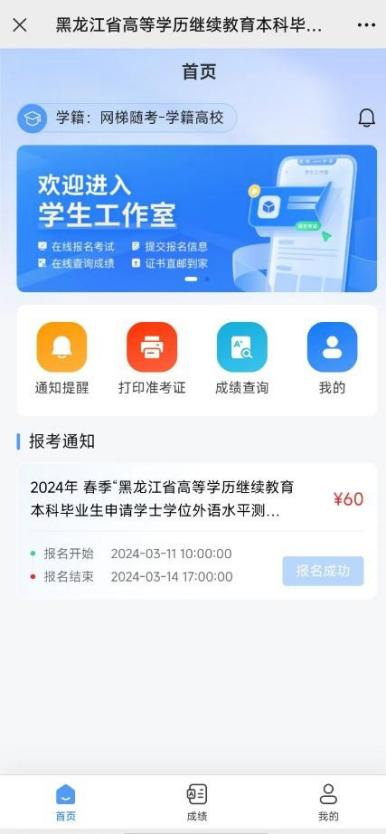 黑龙江省高等学历继续教育本科毕...
首页
学籍：网梯随考-学籍高校
学生工作室
欢迎进入
学生工作室
在线报名考试 提交报名信息
在线查询成绩 证书直邮到家
通知提醒 打印准考证 成绩查询 我的
报考通知
2024年 春季“黑龙江省高等学历继续教育
本科毕业生申请学士学位外语水平测...
¥60
报名开始 2024-03-11 10:00:00
报名结束 2024-03-14 17:00:00
报名成功
首页 成绩 我的